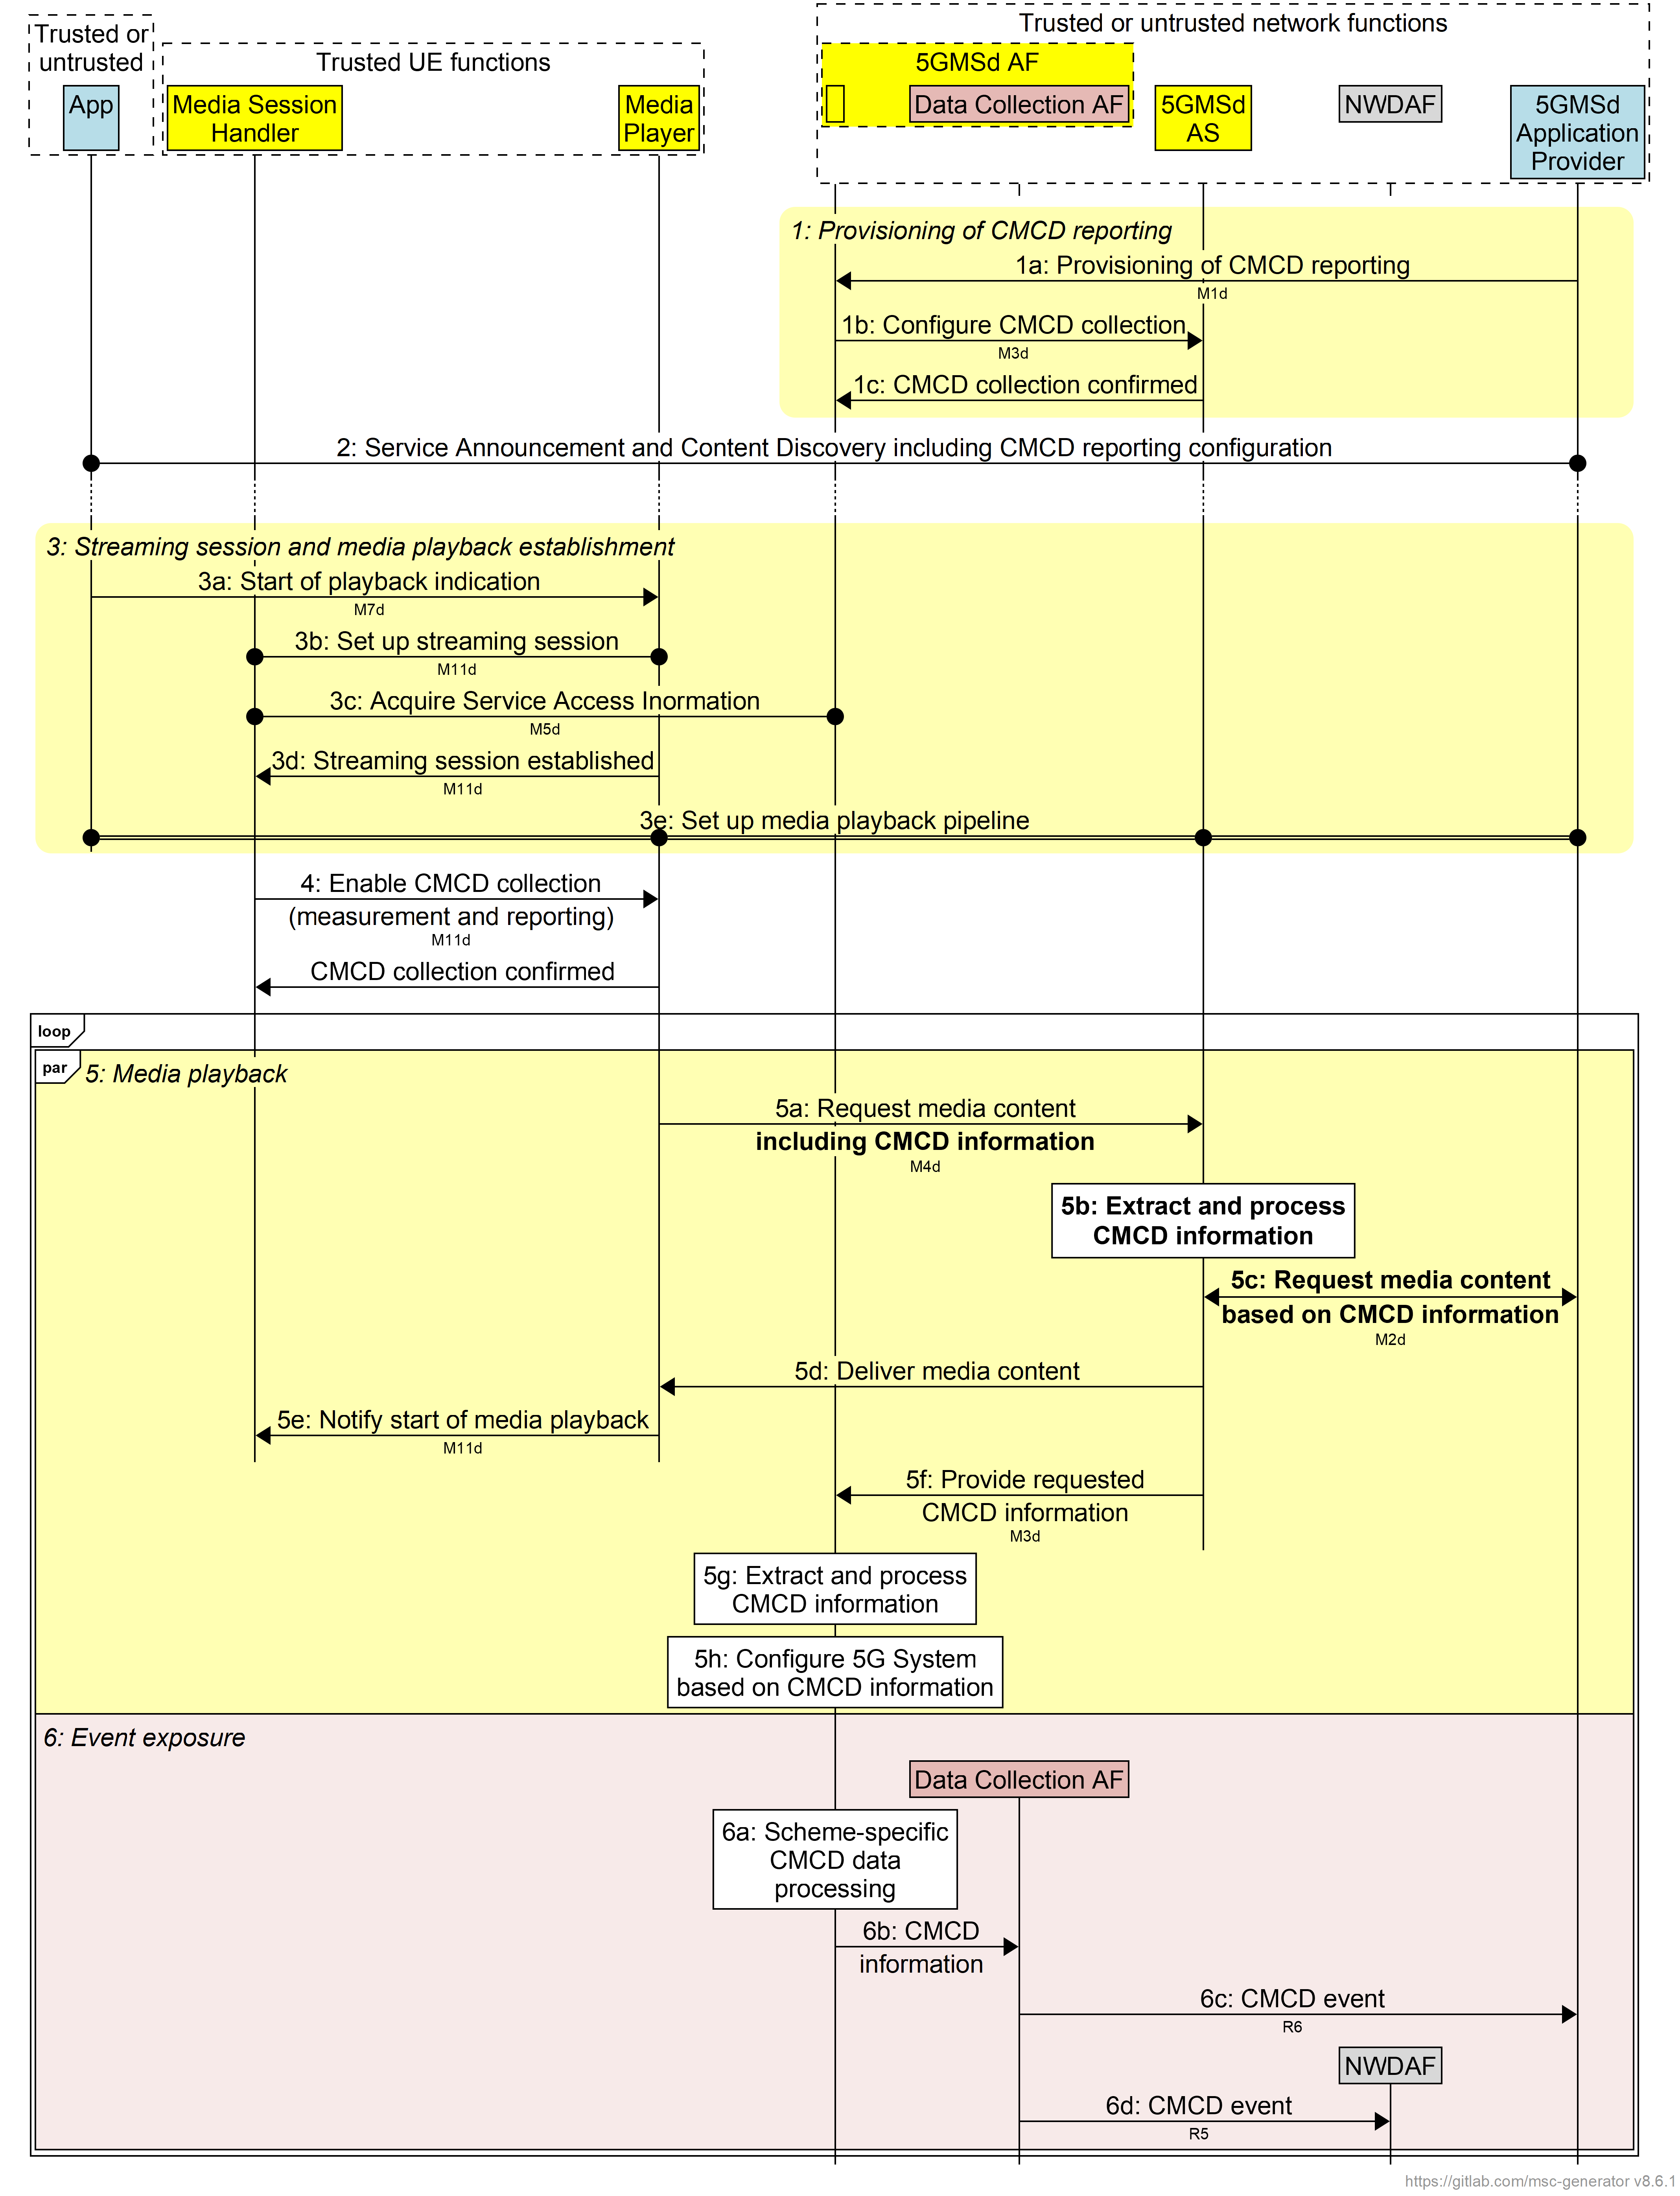 Trusted or
untrusted
Trusted UE functions
Trusted or untrusted network functions
5GMSd AF
App
Media Session
Handler
Media
Player
Data Collection AF
5GMSd
AS
NWDAF
5GMSd
Application
Provider
1: Provisioning of CMCD reporting
1a: Provisioning of CMCD reporting
M1d
1b: Configure CMCD collection
M3d
1c: CMCD collection confirmed
2: Service Announcement and Content Discovery including CMCD reporting configuration
3: Streaming session and media playback establishment
3a: Start of playback indication
M7d
3b: Set up streaming session
M11d
3c: Acquire Service Access Inormation
M5d
3d: Streaming session established
M11d
3e: Set up media playback pipeline
4: Enable CMCD collection
(measurement and reporting)
M11d
CMCD collection confirmed
loop
par
5: Media playback
5a: Request media content
including CMCD information
M4d
5b: Extract and process
CMCD information
5c: Request media content
based on CMCD information
M2d
5d: Deliver media content
5e: Notify start of media playback
M11d
5f: Provide requested
CMCD information
M3d
5g: Extract and process
CMCD information
5h: Configure 5G System
based on CMCD information
6: Event exposure
Data Collection AF
6a: Scheme-specific
CMCD data
processing
6b: CMCD
information
6c: CMCD event
R6
NWDAF
6d: CMCD event
R5
https://gitlab.com/msc-generator v8.6.1